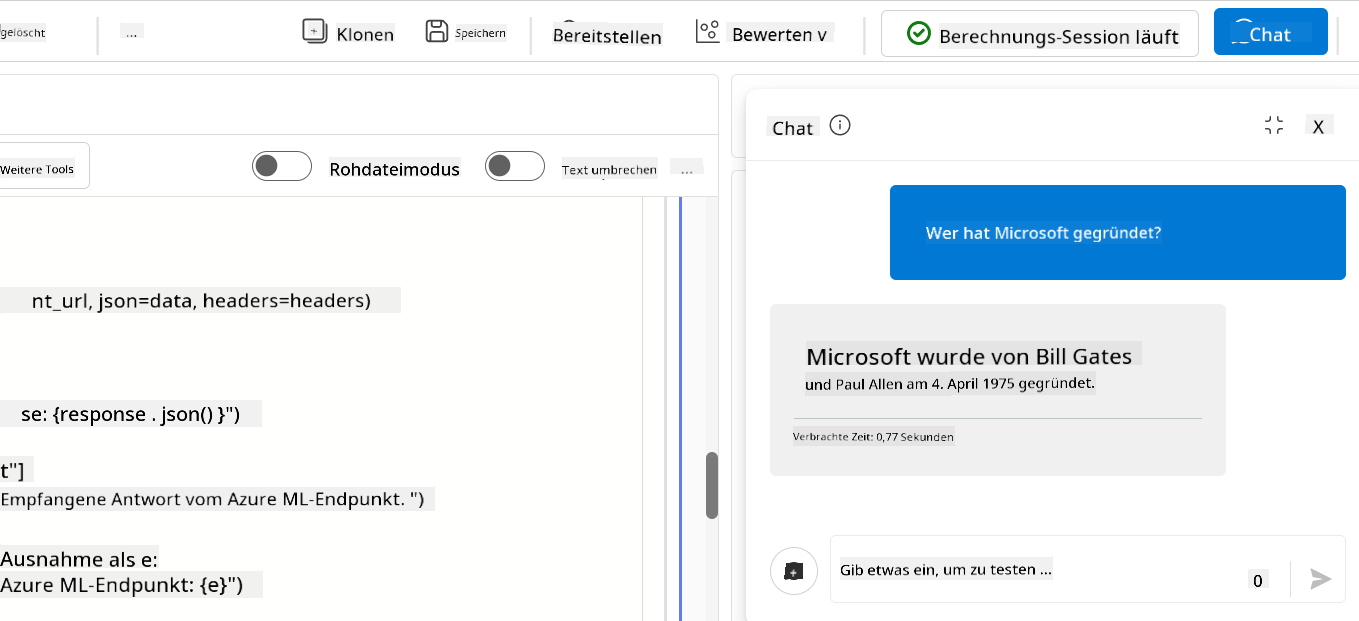 gelöscht
...
Klonen
Speichern
Bereitstellen
Bewerten v
Berechnungs-Session läuft
Chat
Weitere Tools
Rohdateimodus
Text umbrechen
...
nt_url, json=data, headers=headers)
se: {response . json() }")
t"]
Empfangene Antwort vom Azure ML-Endpunkt. ")
Ausnahme als e:
Azure ML-Endpunkt: {e}")
Chat
X
Wer hat Microsoft gegründet?
Microsoft wurde von Bill Gates
und Paul Allen am 4. April 1975 gegründet.
Verbrachte Zeit: 0,77 Sekunden
Gib etwas ein, um zu testen ...
0